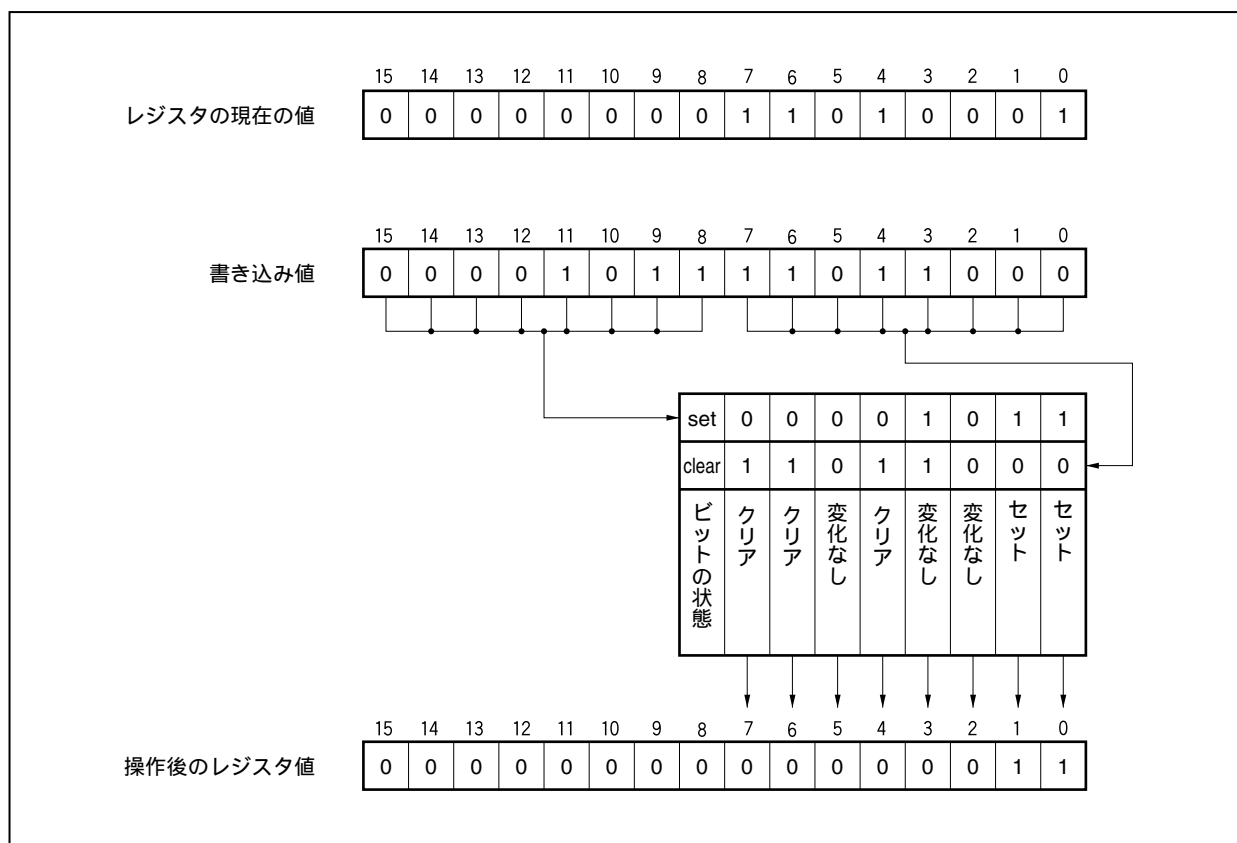 15 14 13 12 11 10 9 8 7 6 5 4 3 2 1 0
レジスタの現在の値 0 0 0 0 0 0 0 0 1 1 0 1 0 0 0 1
15 14 13 12 11 10 9 8 7 6 5 4 3 2 1 0
書き込み値 0 0 0 0 1 0 1 1 1 1 0 1 1 0 0 0
set 0 0 0 0 1 0 1 1
clear 1 1 0 1 1 0 0 0
ビットの状態 クリア クリア 変化なし クリア 変化なし 変化なし セット セット
15 14 13 12 11 10 9 8 7 6 5 4 3 2 1 0
操作後のレジスタ値 0 0 0 0 0 0 0 0 0 0 0 0 0 0 1 1